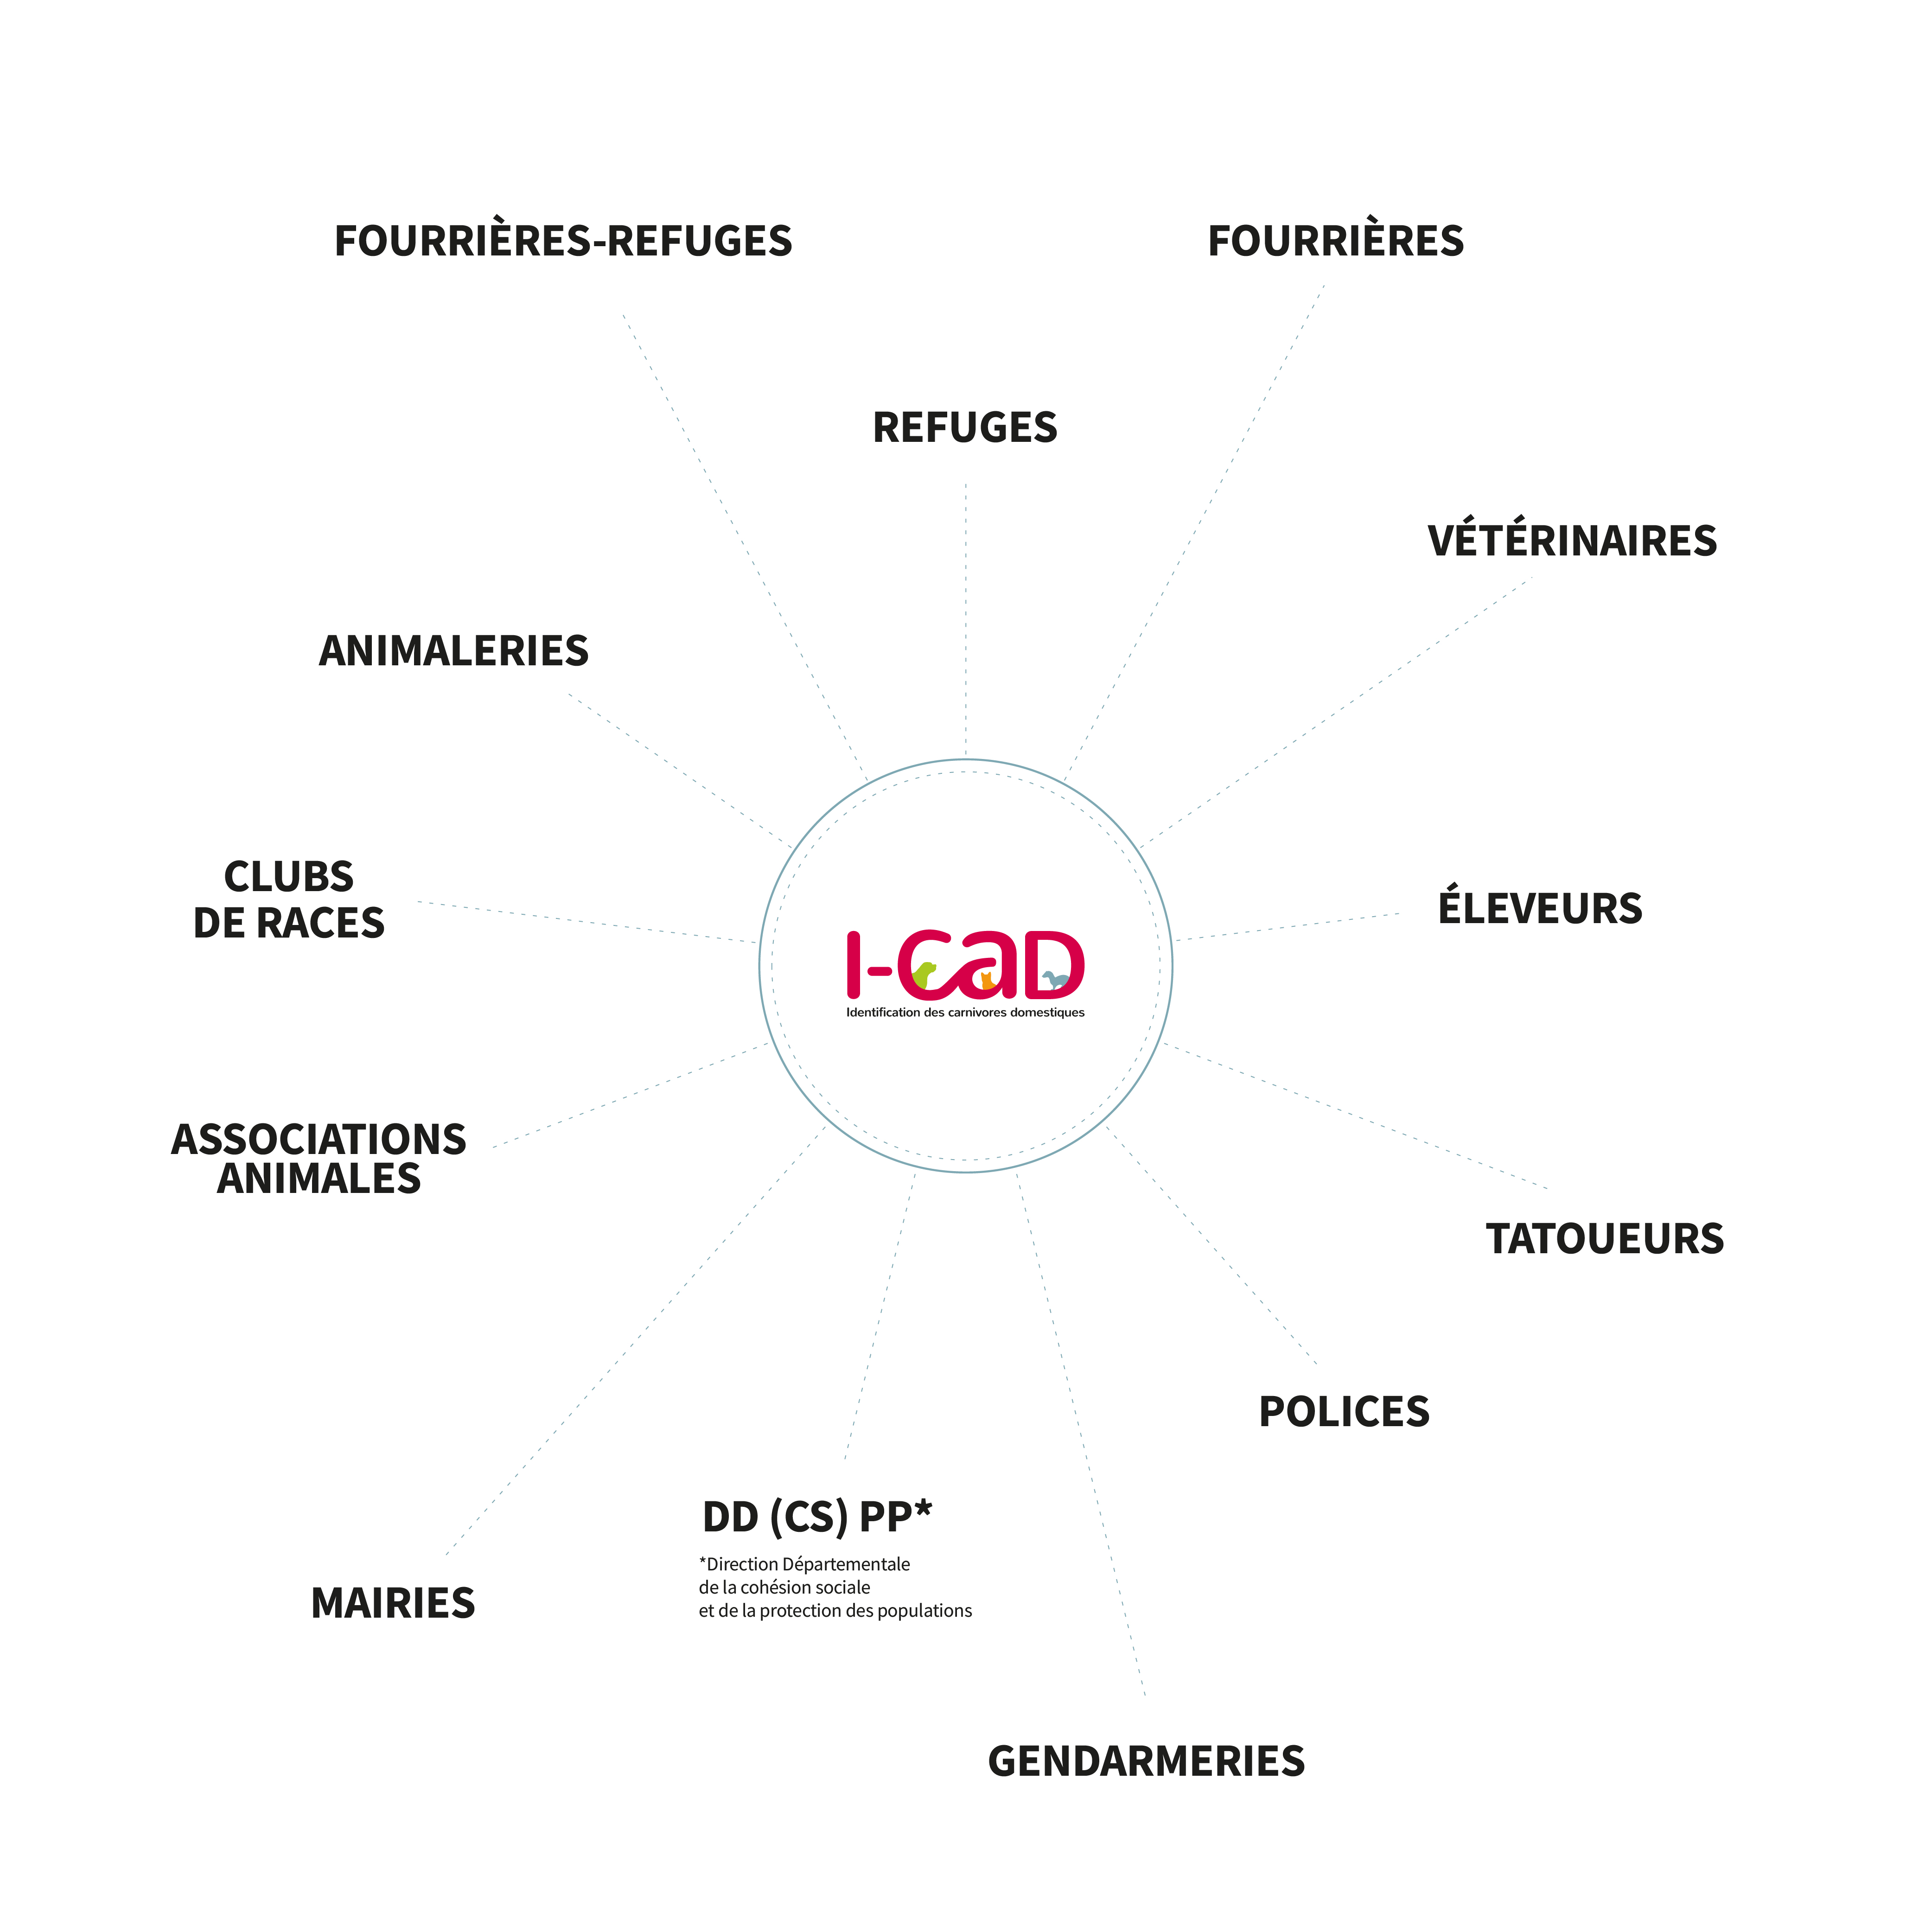 FOURRIÈRES-REFUGES
FOURRIÈRES
REFUGES
VÉTÉRINAIRES
ANIMALERIES
CLUBS
DE RACES
ÉLEVEURS
I-CaD
Identification des carnivores domestiques
ASSOCIATIONS
ANIMALES
TATOUEURS
POLICES
DD (CS) PP*
*Direction Départementale
de la cohésion sociale
et de la protection des populations
MAIRIES
GENDARMERIES